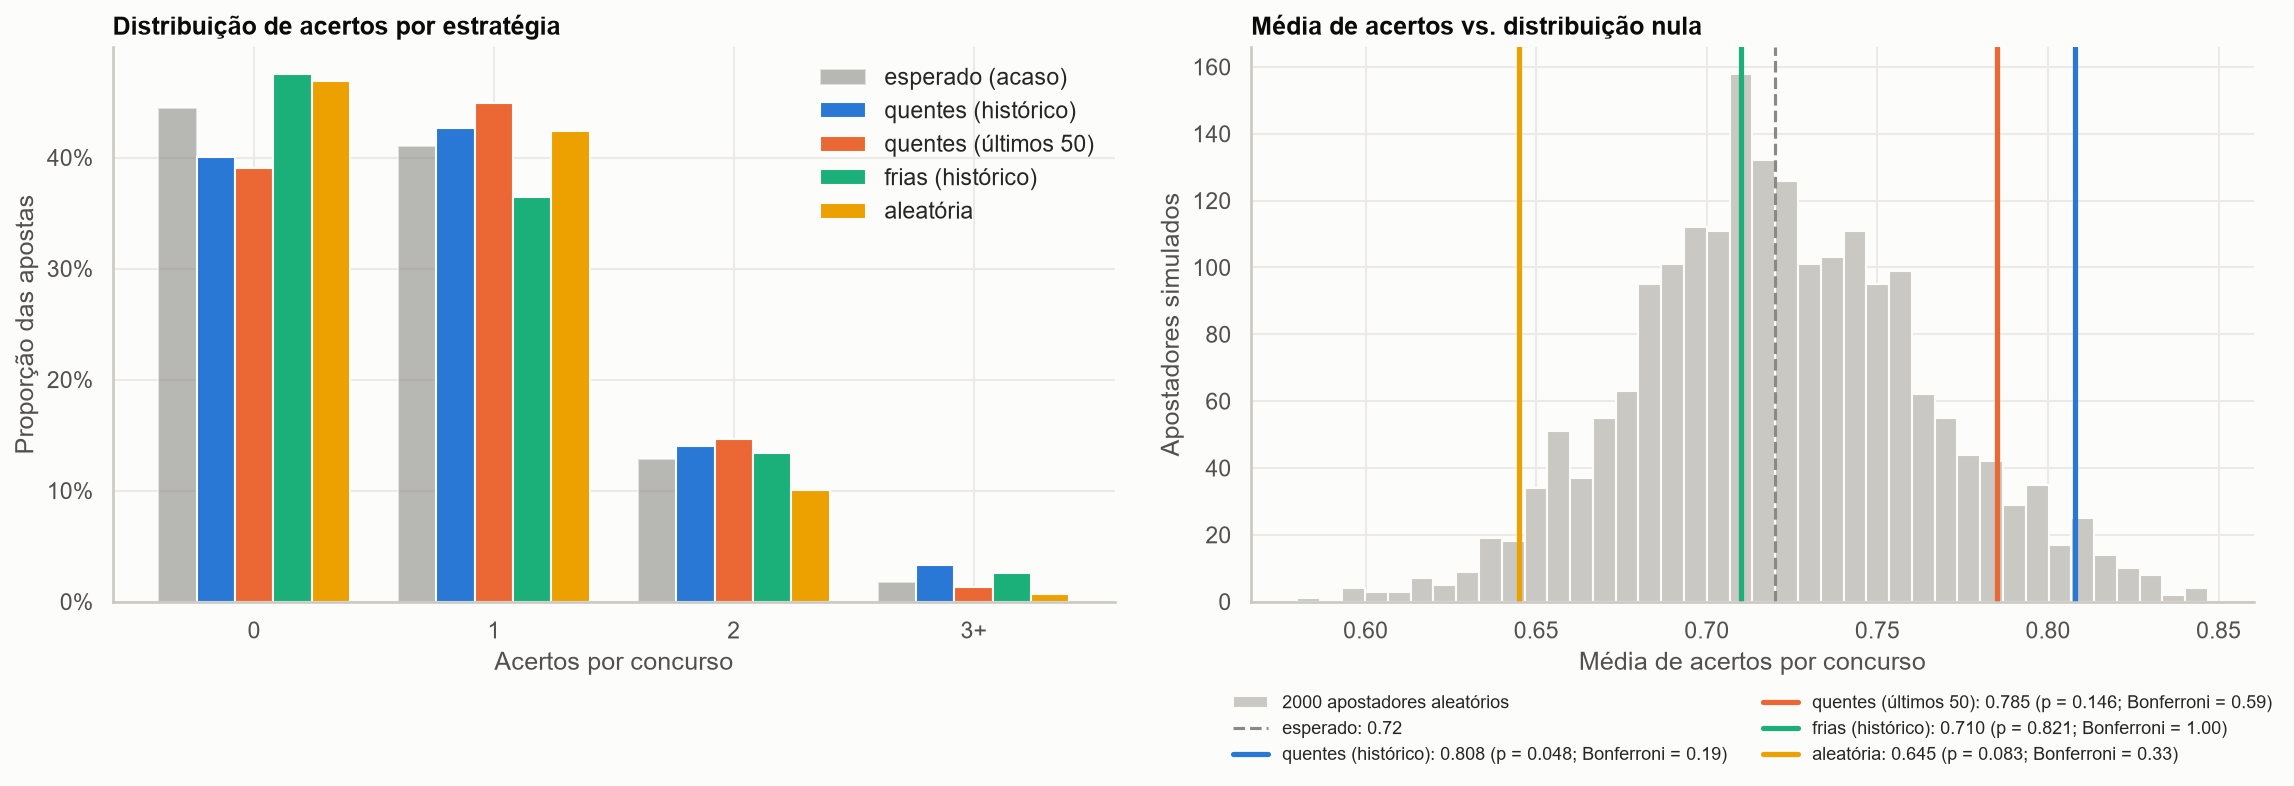 Distribuição de acertos por estratégia
Proporção das apostas
40%
30%
20%
10%
0%
esperado (acaso)
quentes (histórico)
quentes (últimos 50)
frias (histórico)
aleatória
0
1
2
3+
Acertos por concurso
Média de acertos vs. distribuição nula
Apostadores simulados
160
140
120
100
80
60
40
20
0
0.60
0.65
0.70
0.75
0.80
0.85
Média de acertos por concurso
2000 apostadores aleatórios
esperado: 0.72
quentes (histórico): 0.808 (p = 0.048; Bonferroni = 0.19)
quentes (últimos 50): 0.785 (p = 0.146; Bonferroni = 0.59)
frias (histórico): 0.710 (p = 0.821; Bonferroni = 1.00)
aleatória: 0.645 (p = 0.083; Bonferroni = 0.33)